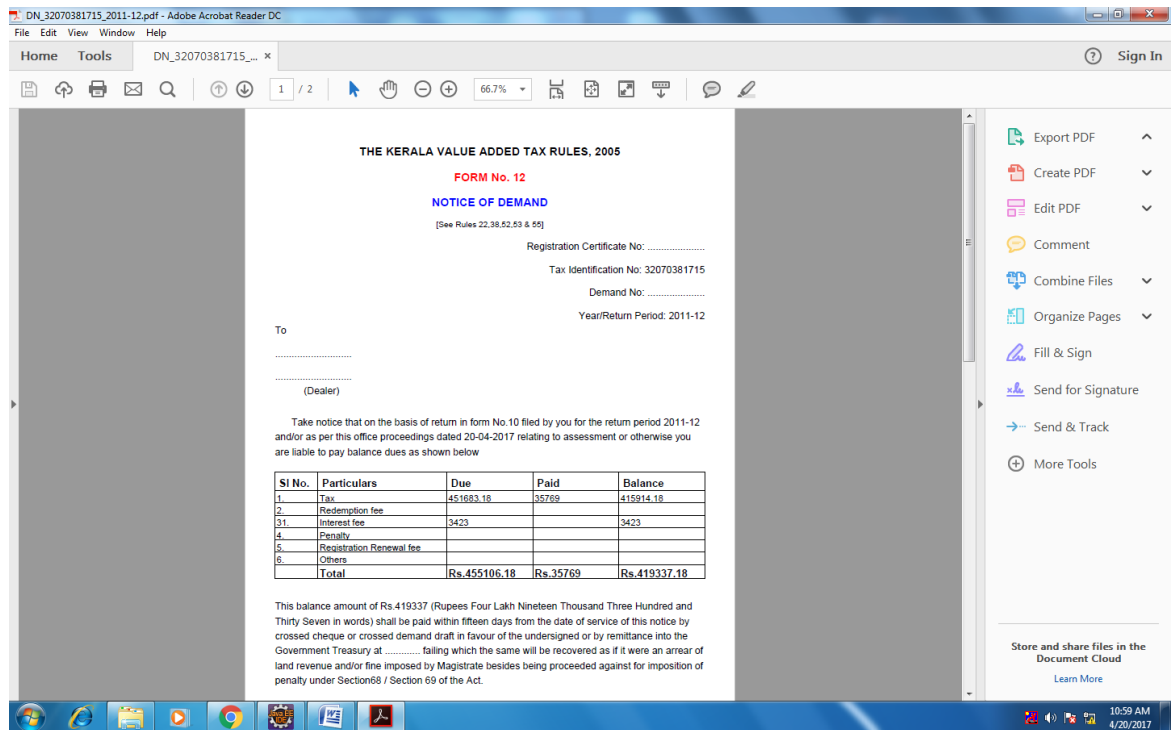 DN_32070381715_2011-12.pdf - Adobe Acrobat Reader DC
File Edit View Window Help
Home Tools DN_32070381715_... × Sign In
1 / 2 66.7%
THE KERALA VALUE ADDED TAX RULES, 2005
FORM No. 12
NOTICE OF DEMAND
[See Rules 22,38,52,53 & 55]
Registration Certificate No: .....................
Tax Identification No: 32070381715
Demand No: .....................
Year/Return Period: 2011-12
To
............................
............................
(Dealer)
Take notice that on the basis of return in form No.10 filed by you for the return period 2011-12
and/or as per this office proceedings dated 20-04-2017 relating to assessment or otherwise you
are liable to pay balance dues as shown below
Sl No. Particulars Due Paid Balance
1. Tax 451683.18 35769 415914.18
2. Redemption fee
31. Interest fee 3423 3423
4. Penalty
5. Registration Renewal fee
6. Others
Total Rs.455106.18 Rs.35769 Rs.419337.18
This balance amount of Rs.419337 (Rupees Four Lakh Nineteen Thousand Three Hundred and
Thirty Seven in words) shall be paid within fifteen days from the date of service of this notice by
crossed cheque or crossed demand draft in favour of the undersigned or by remittance into the
Government Treasury at ............. failing which the same will be recovered as if it were an arrear of
land revenue and/or fine imposed by Magistrate besides being proceeded against for imposition of
penalty under Section68 / Section 69 of the Act.
Export PDF
Create PDF
Edit PDF
Comment
Combine Files
Organize Pages
Fill & Sign
Send for Signature
Send & Track
More Tools
Store and share files in the
Document Cloud
Learn More
Java EE
IDE
10:59 AM
4/20/2017